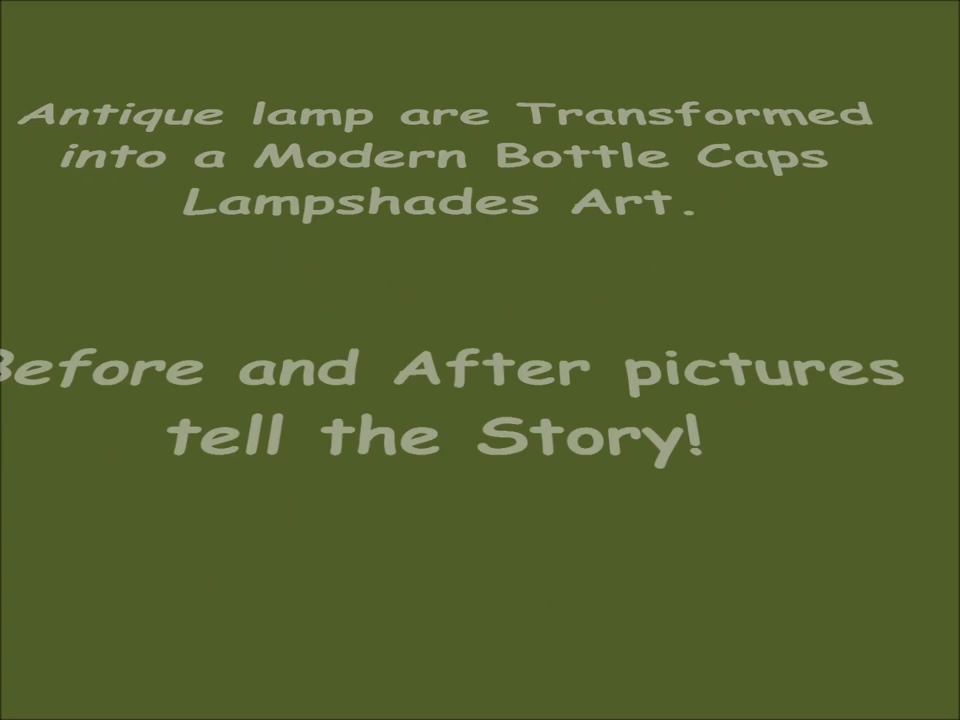 Antique lamp are Transformed
into a Modern Bottle Caps
Lampshades Art.
Before and After pictures
tell the Story!